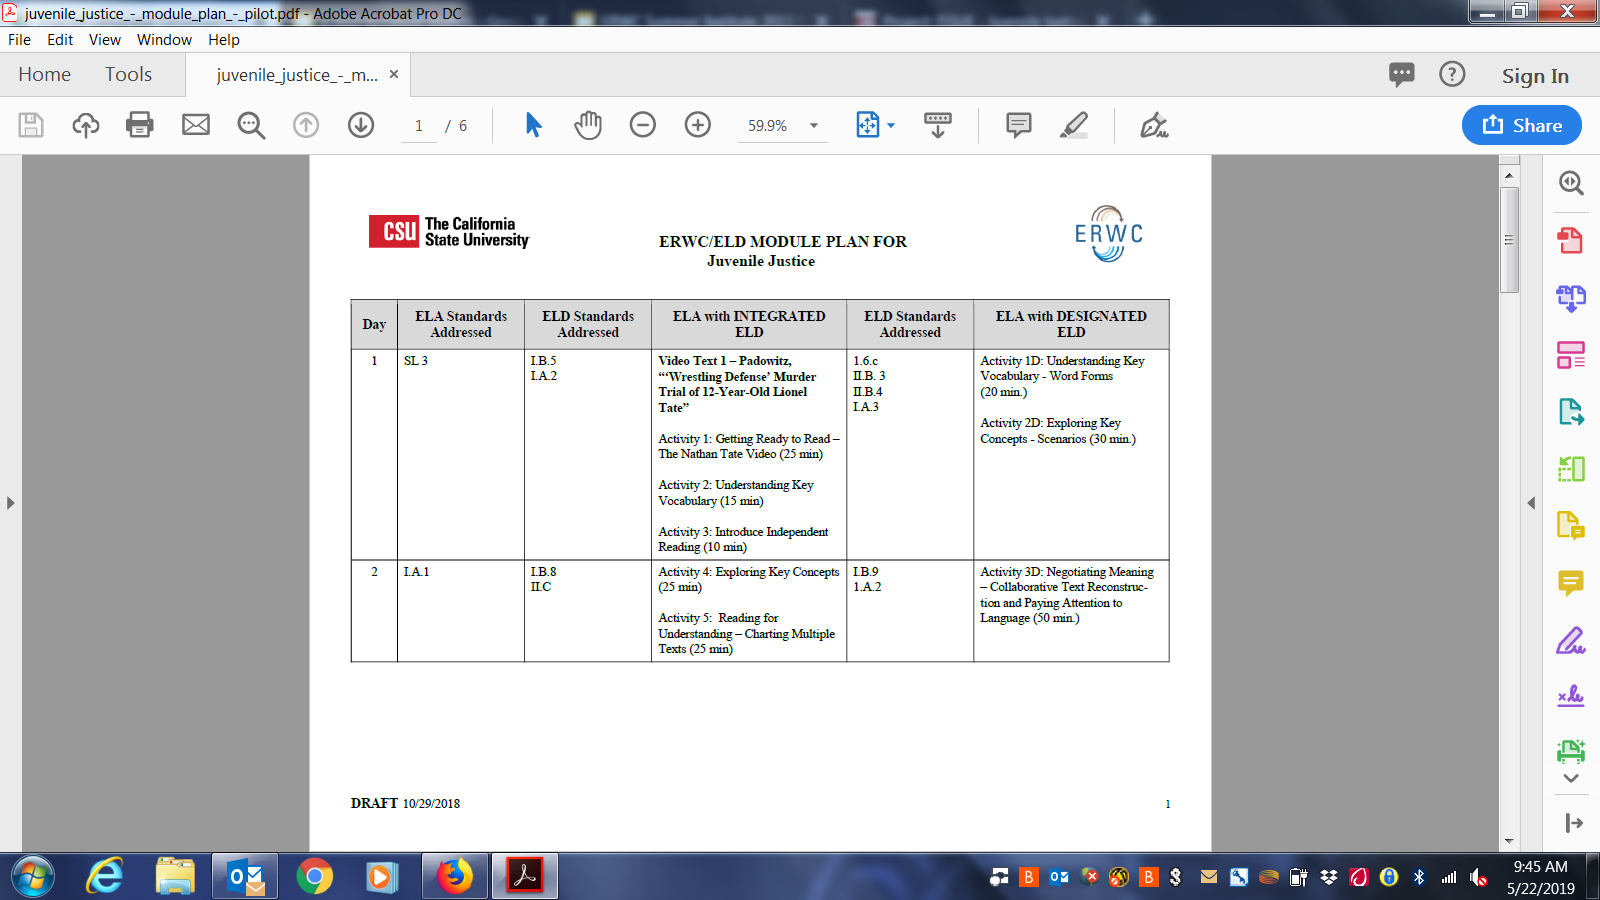 juvenile_justice_-_module_plan_-_pilot.pdf - Adobe Acrobat Pro DC
File Edit View Window Help
Home Tools juvenile_justice_-_m... × Sign In
1 / 6 59.9% Share
CSU The California
State University
ERWC
ERWC/ELD MODULE PLAN FOR
Juvenile Justice
Day
ELA Standards
Addressed
ELD Standards
Addressed
ELA with INTEGRATED
ELD
ELD Standards
Addressed
ELA with DESIGNATED
ELD
1
SL 3
I.B.5
I.A.2
Video Text 1 – Padowitz,
“‘Wrestling Defense’ Murder
Trial of 12-Year-Old Lionel
Tate”
Activity 1: Getting Ready to Read –
The Nathan Tate Video (25 min)
Activity 2: Understanding Key
Vocabulary (15 min)
Activity 3: Introduce Independent
Reading (10 min)
1.6.c
II.B. 3
II.B.4
I.A.3
Activity 1D: Understanding Key
Vocabulary - Word Forms
(20 min.)
Activity 2D: Exploring Key
Concepts - Scenarios (30 min.)
2
I.A.1
I.B.8
II.C
Activity 4: Exploring Key Concepts
(25 min)
Activity 5:  Reading for
Understanding – Charting Multiple
Texts (25 min)
I.B.9
1.A.2
Activity 3D: Negotiating Meaning
– Collaborative Text Reconstruc-
tion and Paying Attention to
Language (50 min.)
DRAFT 10/29/2018
1
9:45 AM
5/22/2019